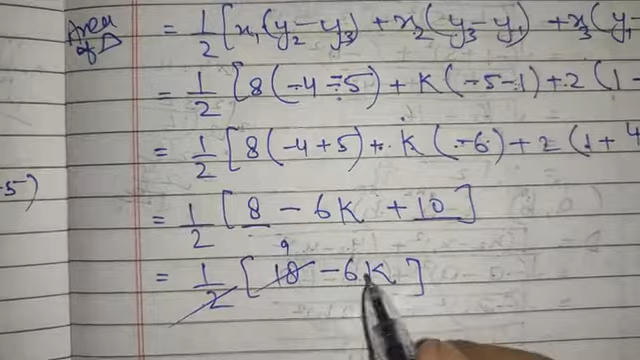 Area of Δ = 1/2 [x₁(y₂-y₃) + x₂(y₃-y₁) + x₃(y₁
= 1/2 [8(-4--5) + K(-5-1) + 2(1-
= 1/2 [8(-4+5) + K(-6) + 2(1+4
-5)
= 1/2 [8 - 6K + 10]
9
= 1/2 [18 - 6K]